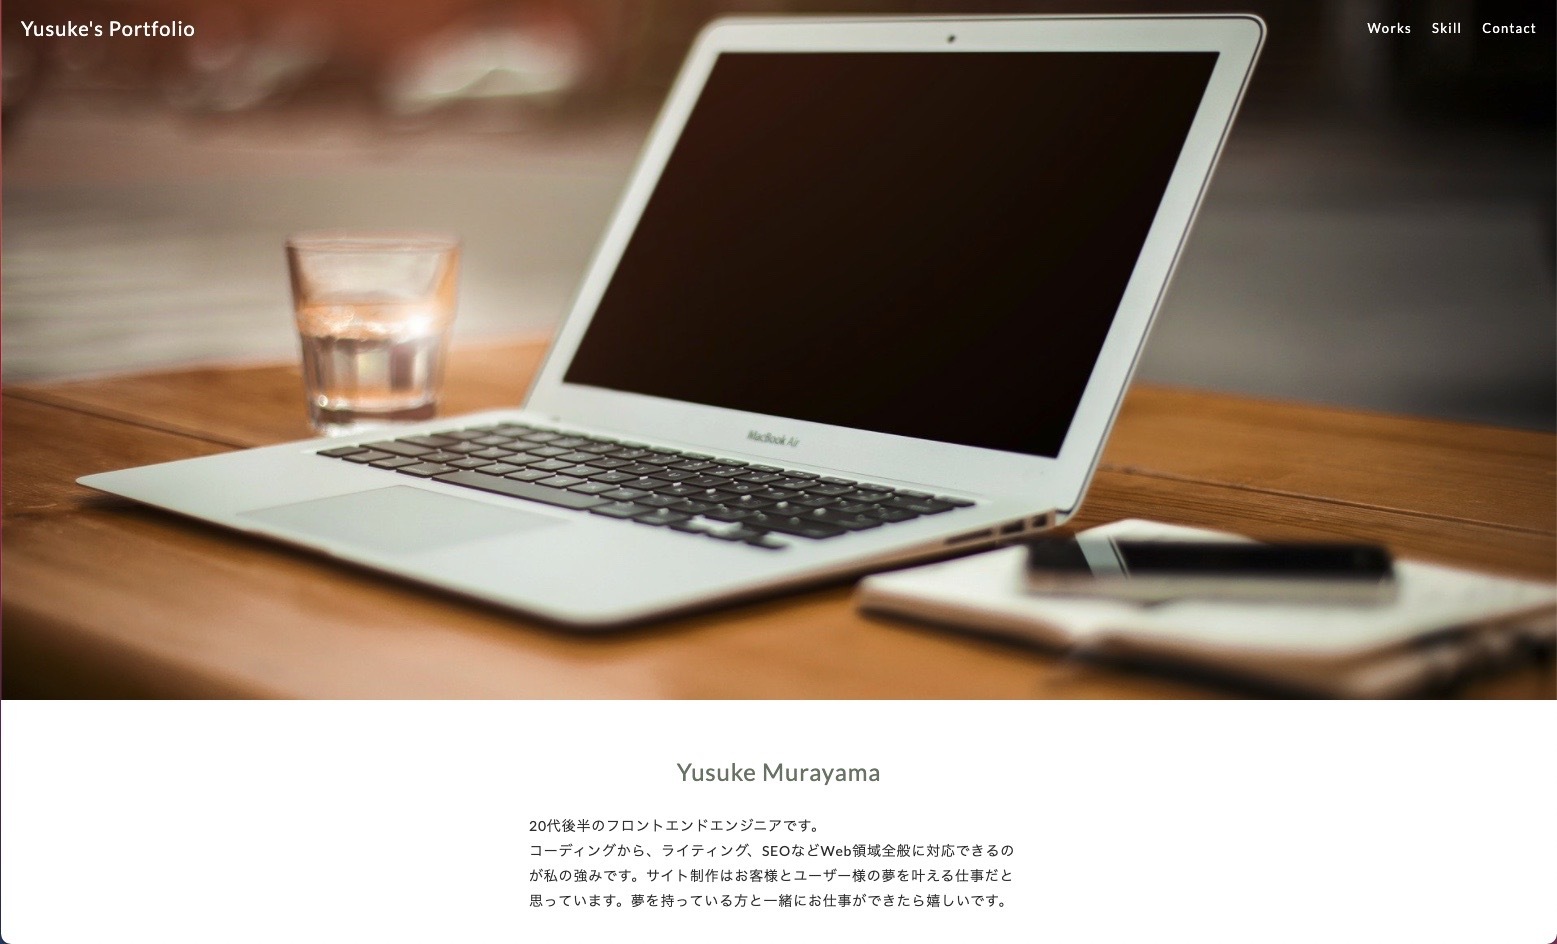 Yusuke's Portfolio
Works Skill Contact
MacBook Air
Yusuke Murayama
20代後半のフロントエンドエンジニアです。
コーディングから、ライティング、SEOなどWeb領域全般に対応できるの
が私の強みです。サイト制作はお客様とユーザー様の夢を叶える仕事だと
思っています。夢を持っている方と一緒にお仕事ができたら嬉しいです。